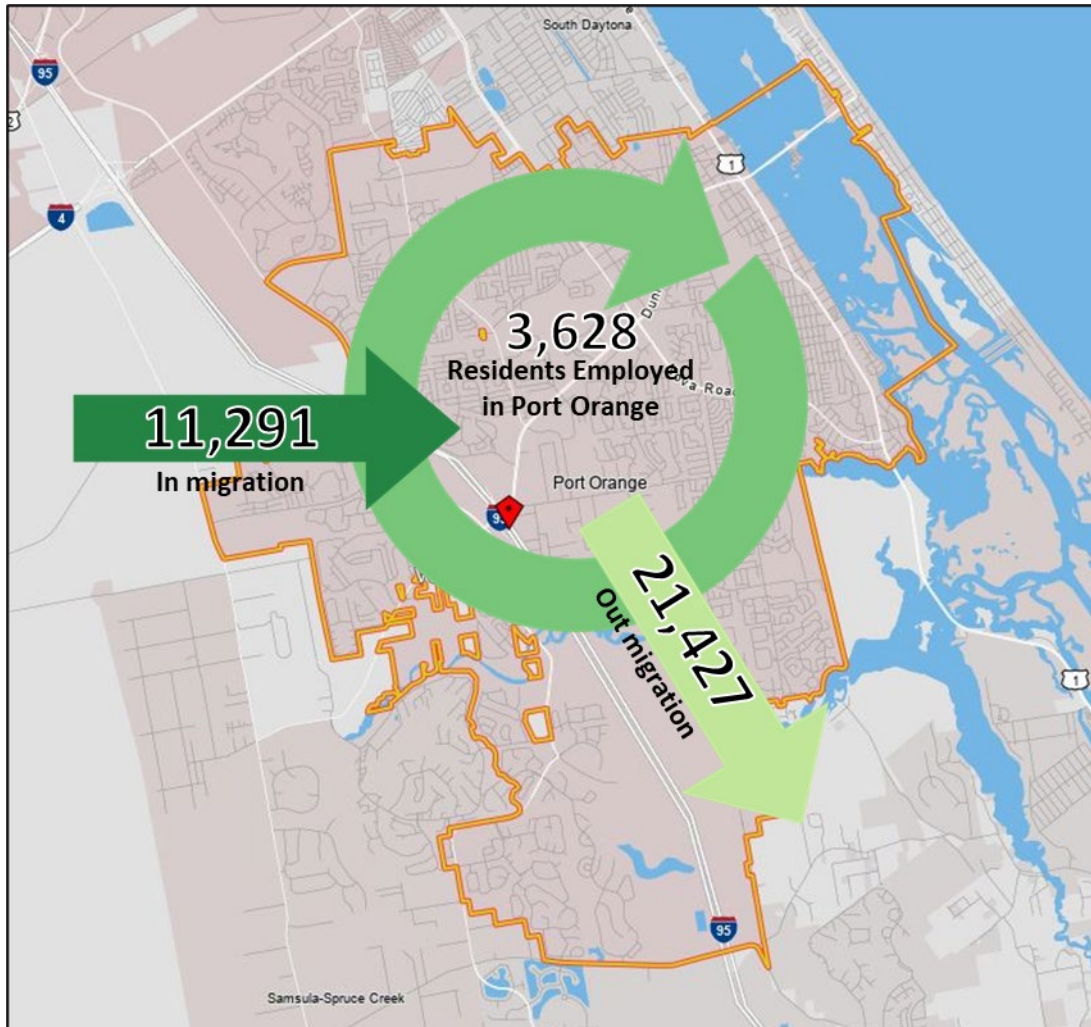 South Daytona
95
1
4
3,628
Residents Employed
in Port Orange
11,291
In migration
Port Orange
21,427
Out migration
1
95
Samsula-Spruce Creek